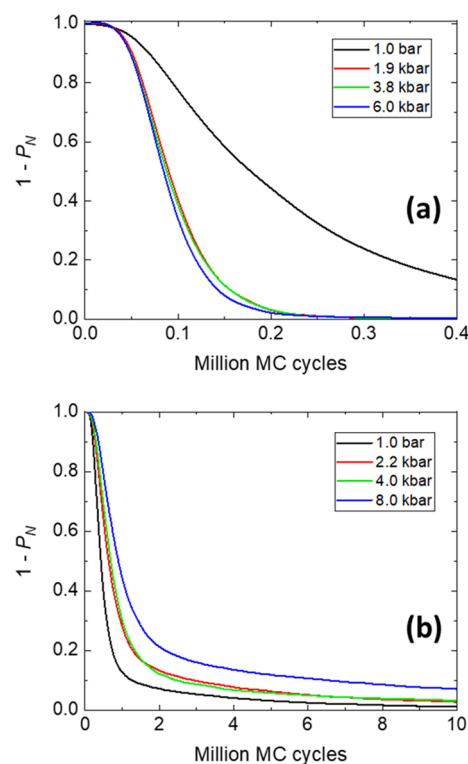 1.0
0.8
0.6
0.4
0.2
0.0
1 - P_N
1.0 bar
1.9 kbar
3.8 kbar
6.0 kbar
(a)
0.0 0.1 0.2 0.3 0.4
Million MC cycles
1.0
0.8
0.6
0.4
0.2
0.0
1 - P_N
1.0 bar
2.2 kbar
4.0 kbar
8.0 kbar
(b)
0 2 4 6 8 10
Million MC cycles